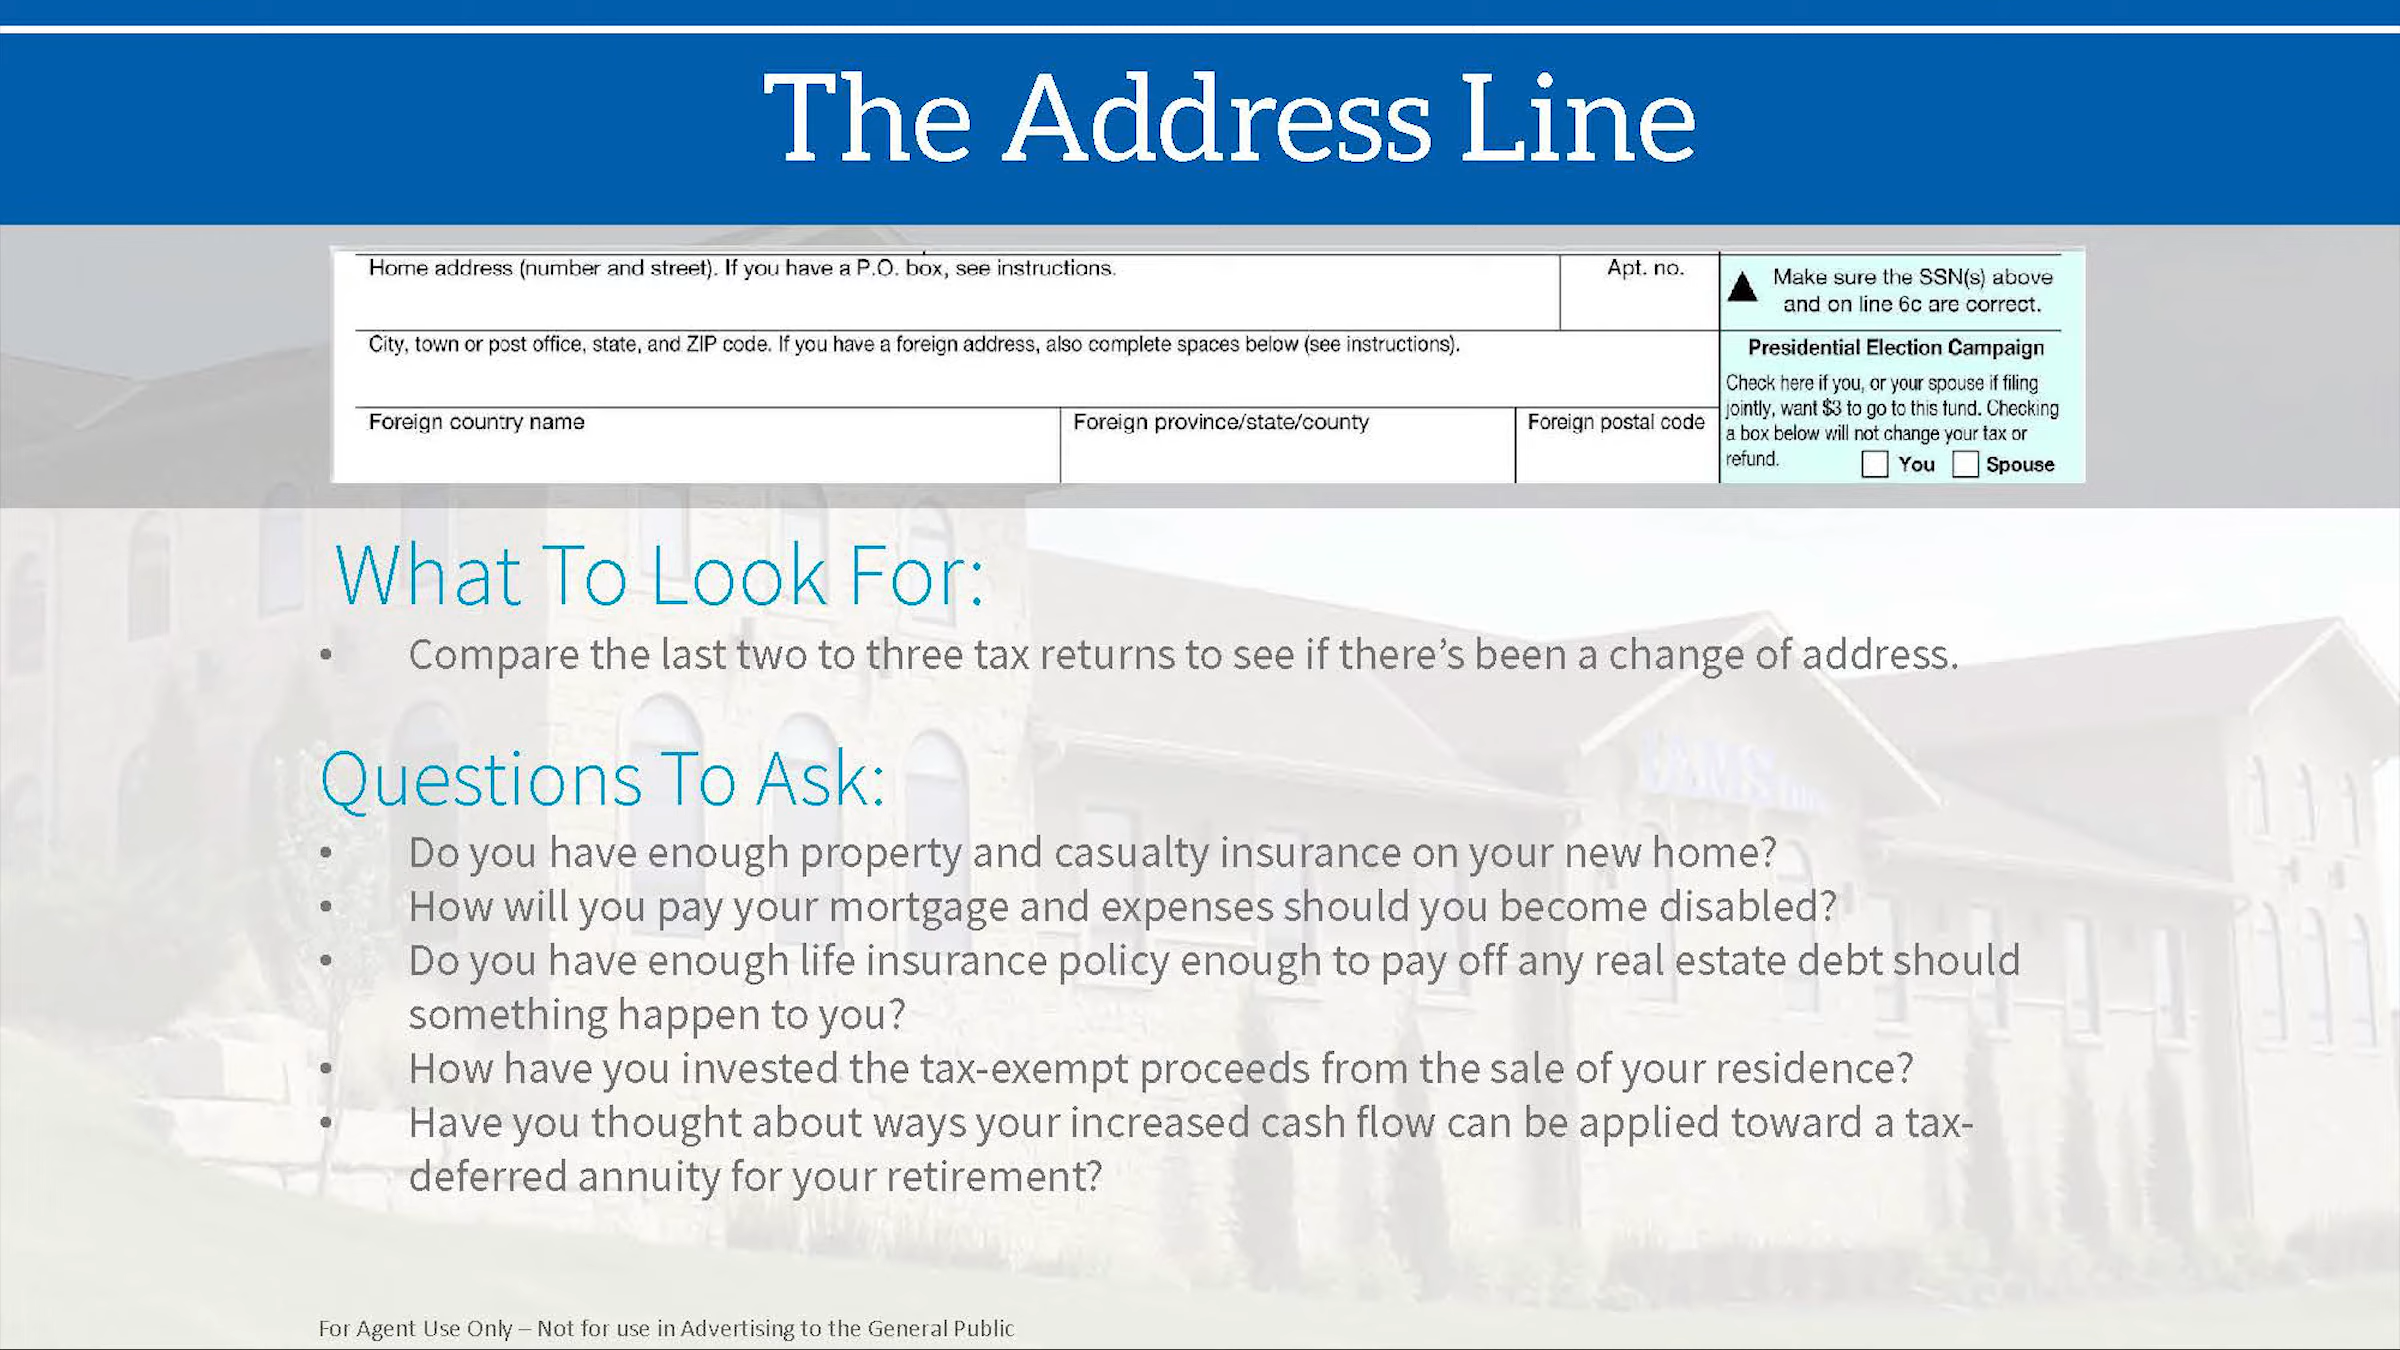 The Address Line
Home address (number and street). If you have a P.O. box, see instructions.
Apt. no.
Make sure the SSN(s) above
and on line 6c are correct.
City, town or post office, state, and ZIP code. If you have a foreign address, also complete spaces below (see instructions).
Presidential Election Campaign
Check here if you, or your spouse if filing
jointly, want $3 to go to this fund. Checking
a box below will not change your tax or
refund.
You
Spouse
Foreign country name
Foreign province/state/county
Foreign postal code
What To Look For:
• Compare the last two to three tax returns to see if there’s been a change of address.
Questions To Ask:
• Do you have enough property and casualty insurance on your new home?
• How will you pay your mortgage and expenses should you become disabled?
• Do you have enough life insurance policy enough to pay off any real estate debt should
something happen to you?
• How have you invested the tax-exempt proceeds from the sale of your residence?
• Have you thought about ways your increased cash flow can be applied toward a tax-
deferred annuity for your retirement?
For Agent Use Only – Not for use in Advertising to the General Public